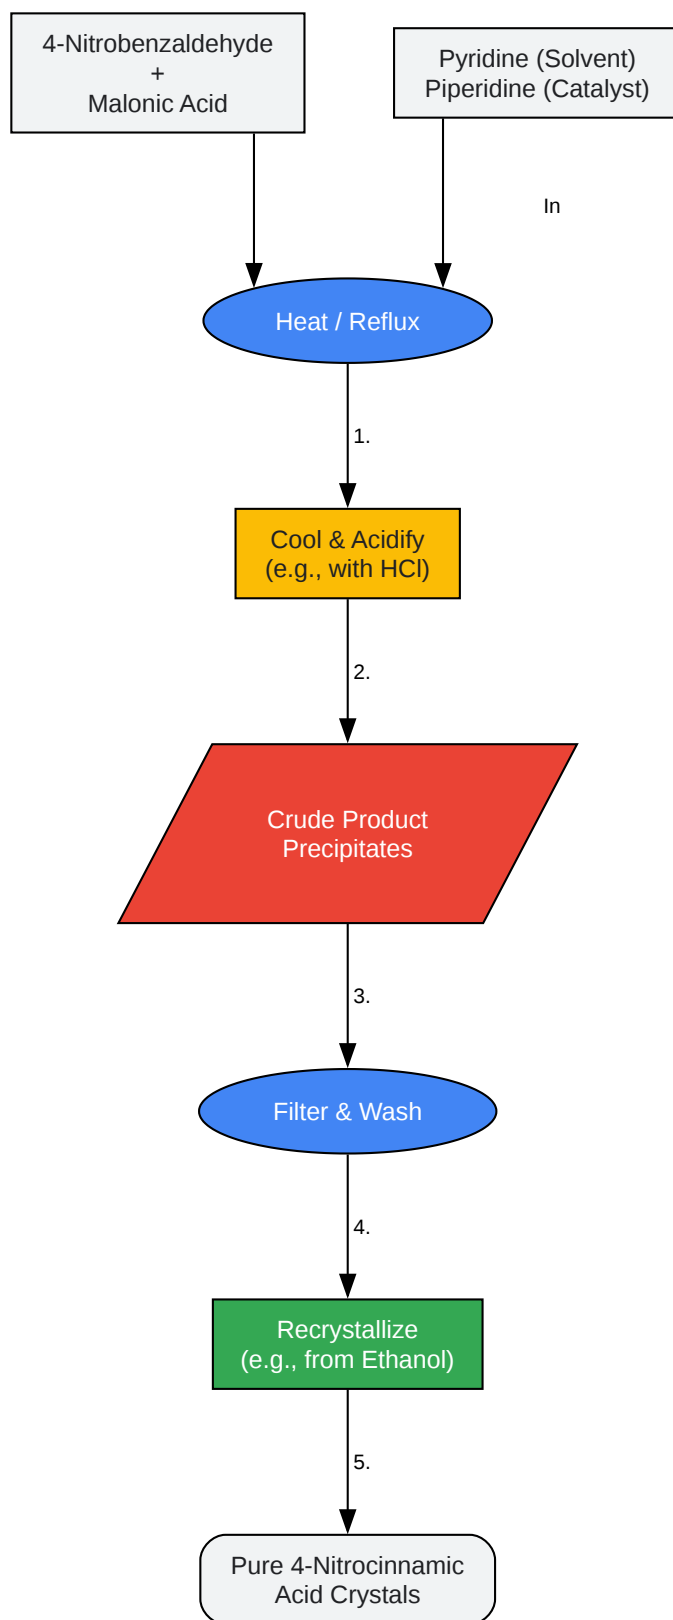 4-Nitrobenzaldehyde
+
Malonic Acid
Pyridine (Solvent)
Piperidine (Catalyst)
In
Heat / Reflux
1.
Cool & Acidify
(e.g., with HCl)
2.
Crude Product
Precipitates
3.
Filter & Wash
4.
Recrystallize
(e.g., from Ethanol)
5.
Pure 4-Nitrocinnamic
Acid Crystals